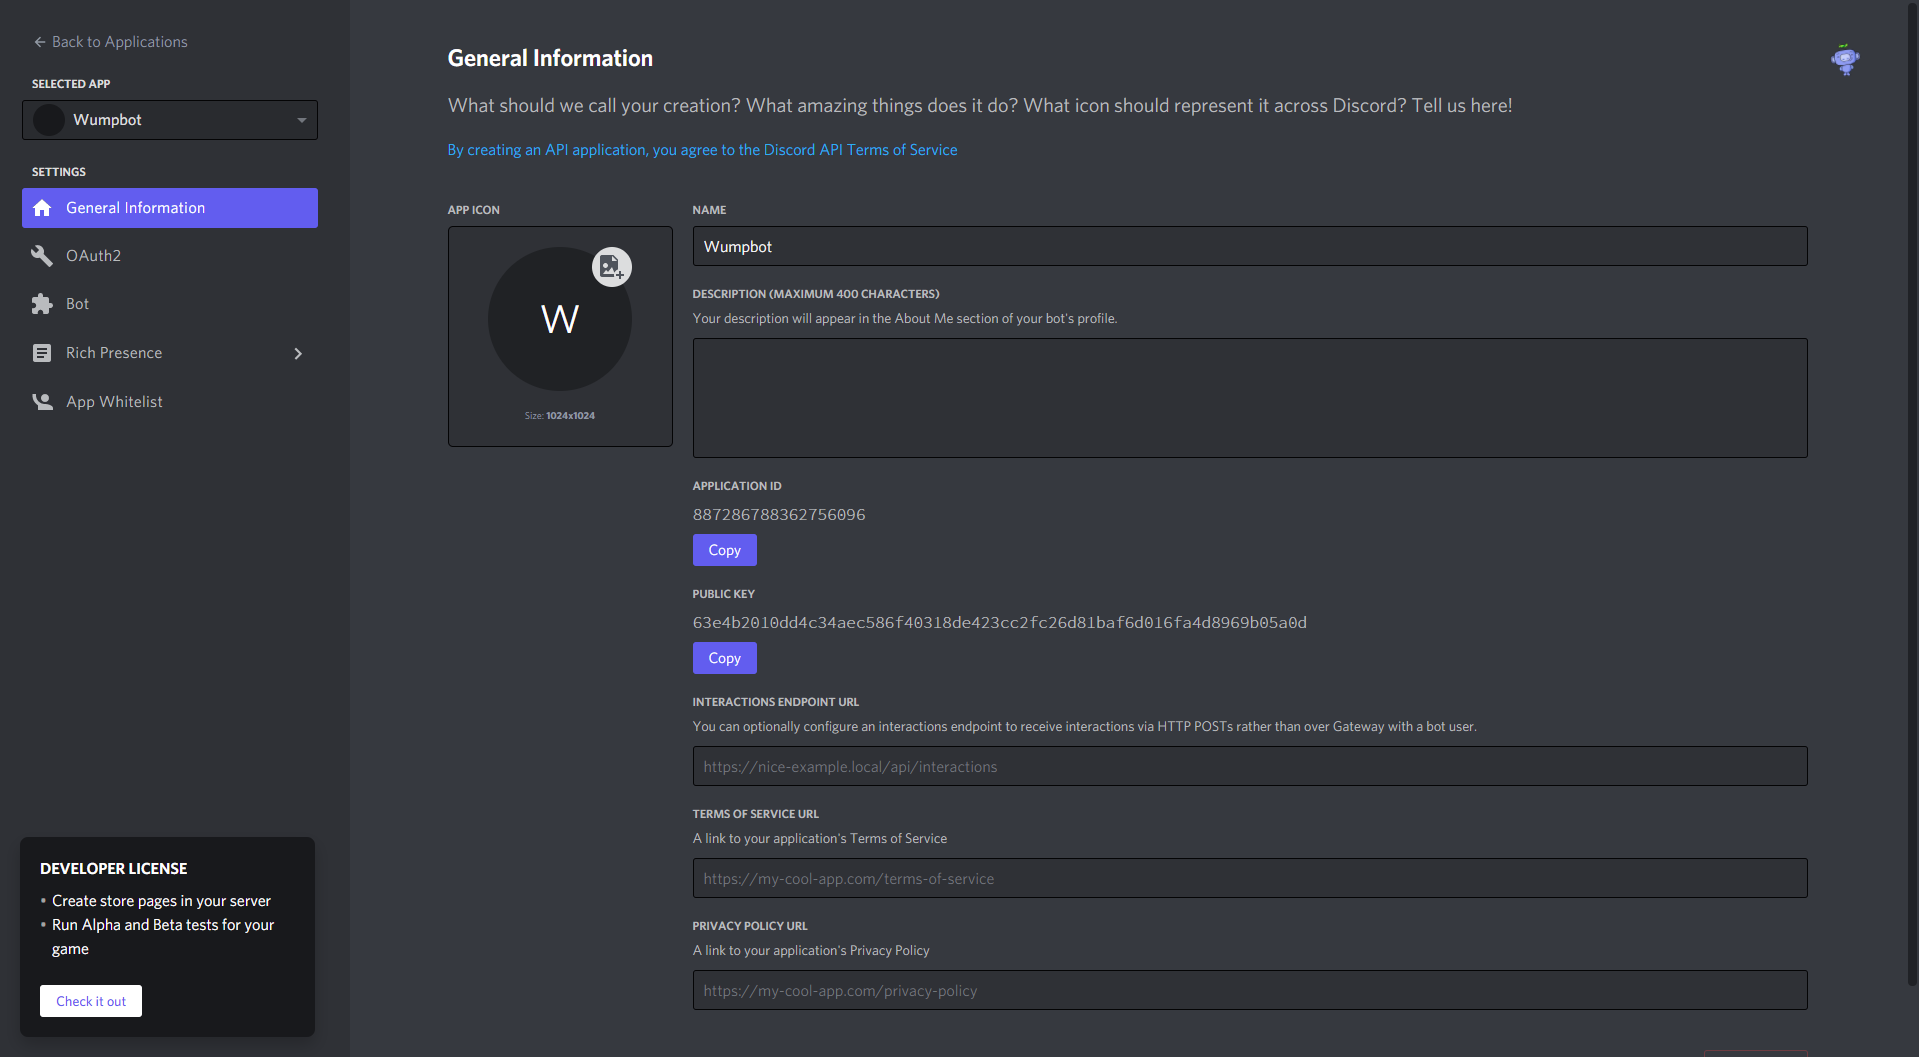 Back to Applications
SELECTED APP
Wumpbot
SETTINGS
General Information
OAuth2
Bot
Rich Presence
App Whitelist
DEVELOPER LICENSE
• Create store pages in your server
• Run Alpha and Beta tests for your
game
Check it out
General Information
What should we call your creation? What amazing things does it do? What icon should represent it across Discord? Tell us here!
By creating an API application, you agree to the Discord API Terms of Service
APP ICON
W
Size: 1024x1024
NAME
Wumpbot
DESCRIPTION (MAXIMUM 400 CHARACTERS)
Your description will appear in the About Me section of your bot's profile.
APPLICATION ID
887286788362756096
Copy
PUBLIC KEY
63e4b2010dd4c34aec586f40318de423cc2fc26d81baf6d016fa4d8969b05a0d
Copy
INTERACTIONS ENDPOINT URL
You can optionally configure an interactions endpoint to receive interactions via HTTP POSTs rather than over Gateway with a bot user.
https://nice-example.local/api/interactions
TERMS OF SERVICE URL
A link to your application's Terms of Service
https://my-cool-app.com/terms-of-service
PRIVACY POLICY URL
A link to your application's Privacy Policy
https://my-cool-app.com/privacy-policy